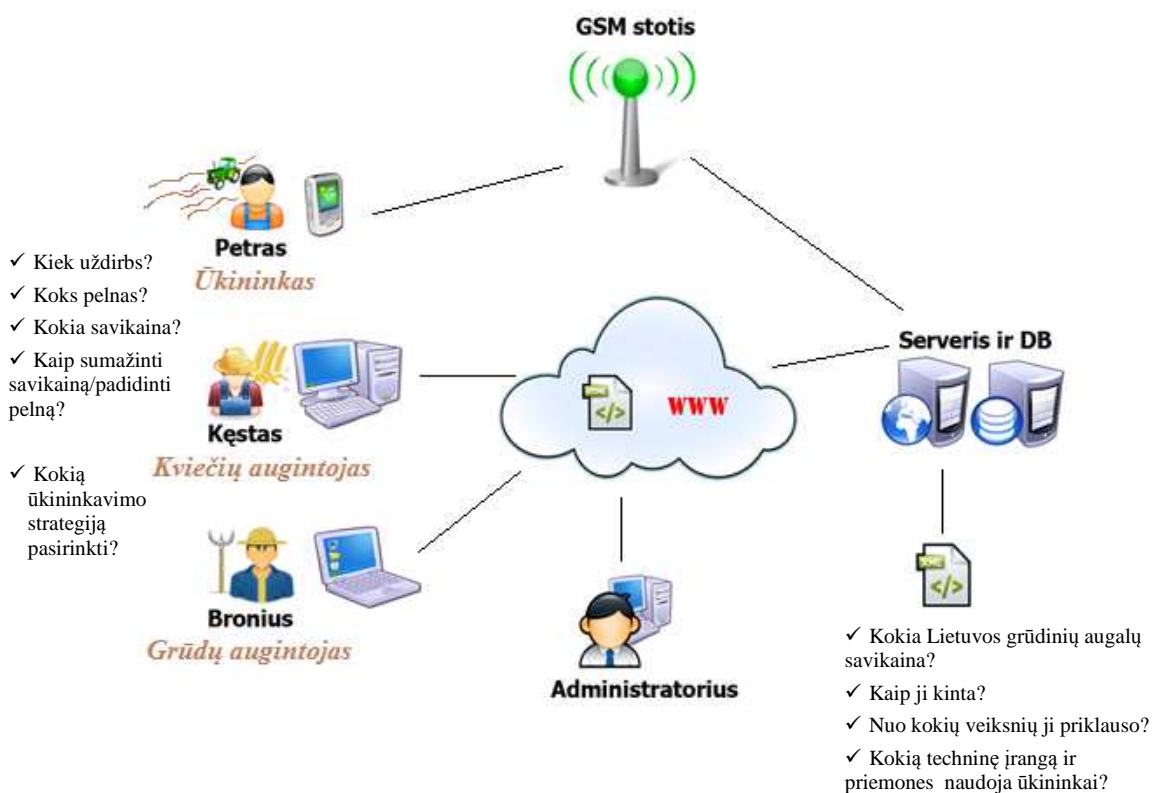 GSM stotis
Petras
Ūkininkas
✓ Kiek uždirbs?
✓ Koks pelnas?
✓ Kokia savikaina?
✓ Kaip sumažinti
savikainą/padidinti
pelną?
Kęstas
Kviečių augintojas
✓ Kokią
ūkininkavimo
strategiją
pasirinkti?
Bronius
Grūdų augintojas
WWW
Administratorius
Serveris ir DB
✓ Kokia Lietuvos grūdinių augalų
savikaina?
✓ Kaip ji kinta?
✓ Nuo kokių veiksnių ji priklauso?
✓ Kokią techninę įrangą ir
priemones naudoja ūkininkai?